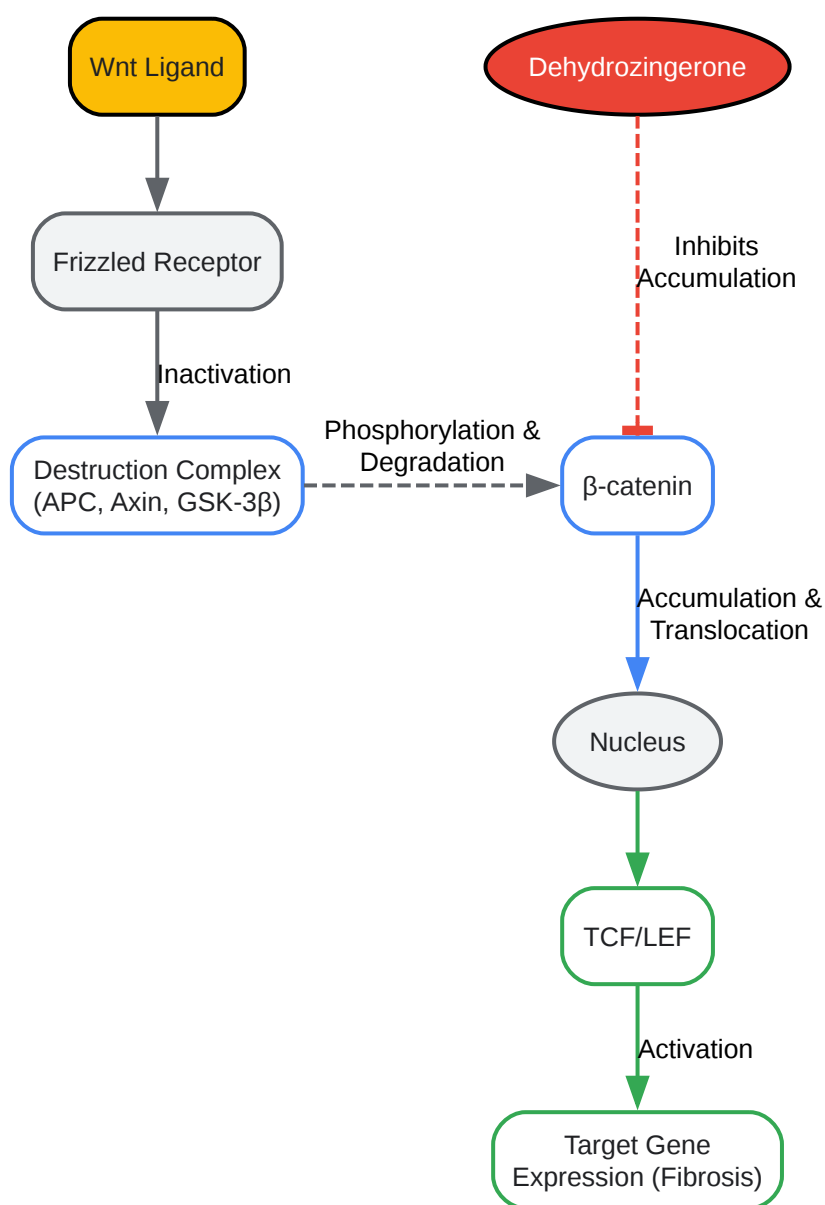 Wnt Ligand
Dehydrozingerone
Frizzled Receptor
Inhibits
Accumulation
Inactivation
Phosphorylation &
Degradation
Destruction Complex
(APC, Axin, GSK-3β)
β-catenin
Accumulation &
Translocation
Nucleus
TCF/LEF
Activation
Target Gene
Expression (Fibrosis)